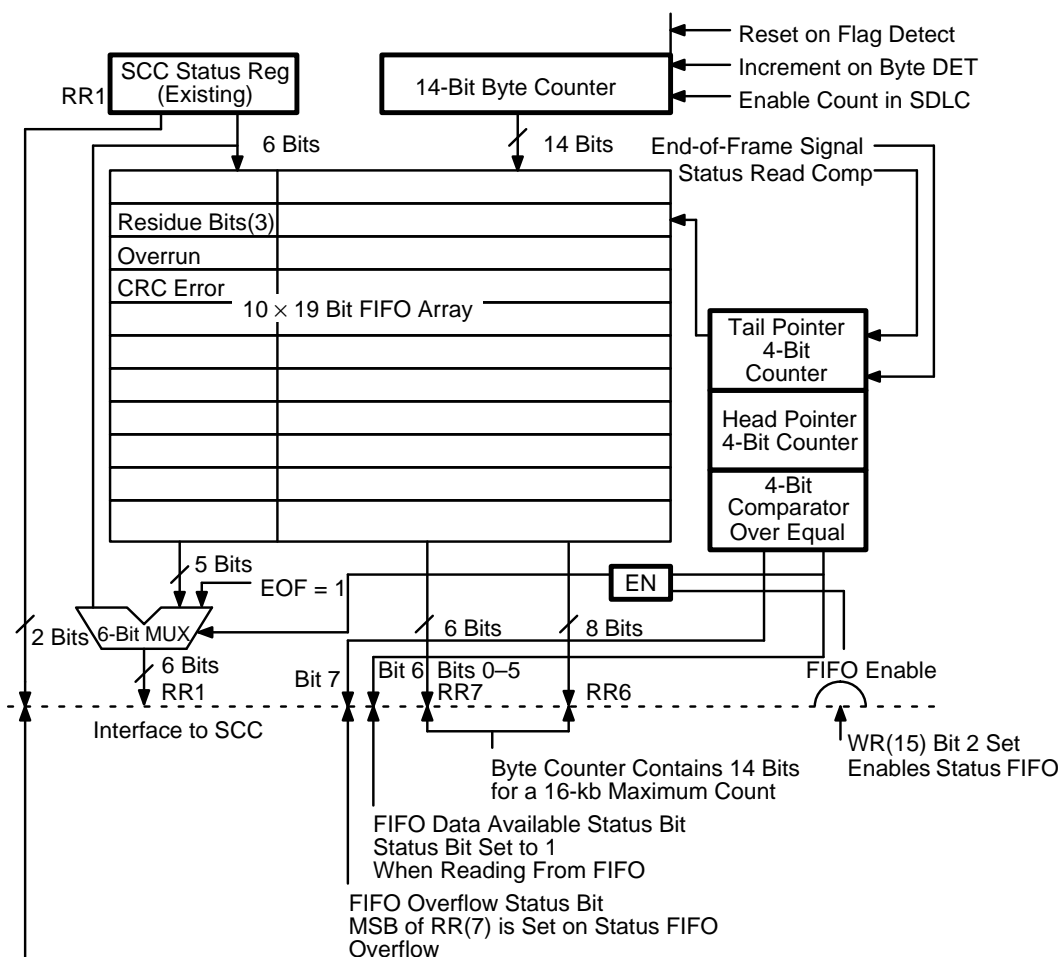 Reset on Flag Detect
SCC Status Reg
(Existing)
RR1
14-Bit Byte Counter
Increment on Byte DET
Enable Count in SDLC
6 Bits
14 Bits
End-of-Frame Signal
Status Read Comp
Residue Bits(3)
Overrun
CRC Error
10 × 19 Bit FIFO Array
Tail Pointer
4-Bit
Counter
Head Pointer
4-Bit Counter
4-Bit
Comparator
Over Equal
5 Bits
EOF = 1
EN
2 Bits
6-Bit MUX
6 Bits
8 Bits
6 Bits
RR1
Bit 7
Bit 6
Bits 0–5
RR7
RR6
FIFO Enable
Interface to SCC
WR(15) Bit 2 Set
Enables Status FIFO
Byte Counter Contains 14 Bits
for a 16-kb Maximum Count
FIFO Data Available Status Bit
Status Bit Set to 1
When Reading From FIFO
FIFO Overflow Status Bit
MSB of RR(7) is Set on Status FIFO
Overflow